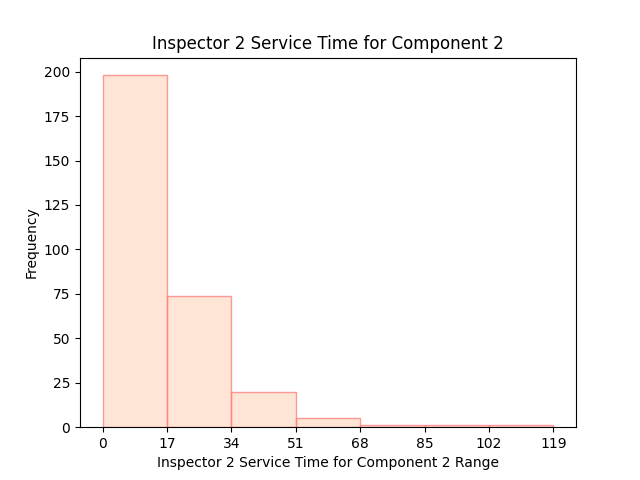 Inspector 2 Service Time for Component 2
200
175
150
125
100
75
50
25
0
Frequency
0 17 34 51 68 85 102 119
Inspector 2 Service Time for Component 2 Range